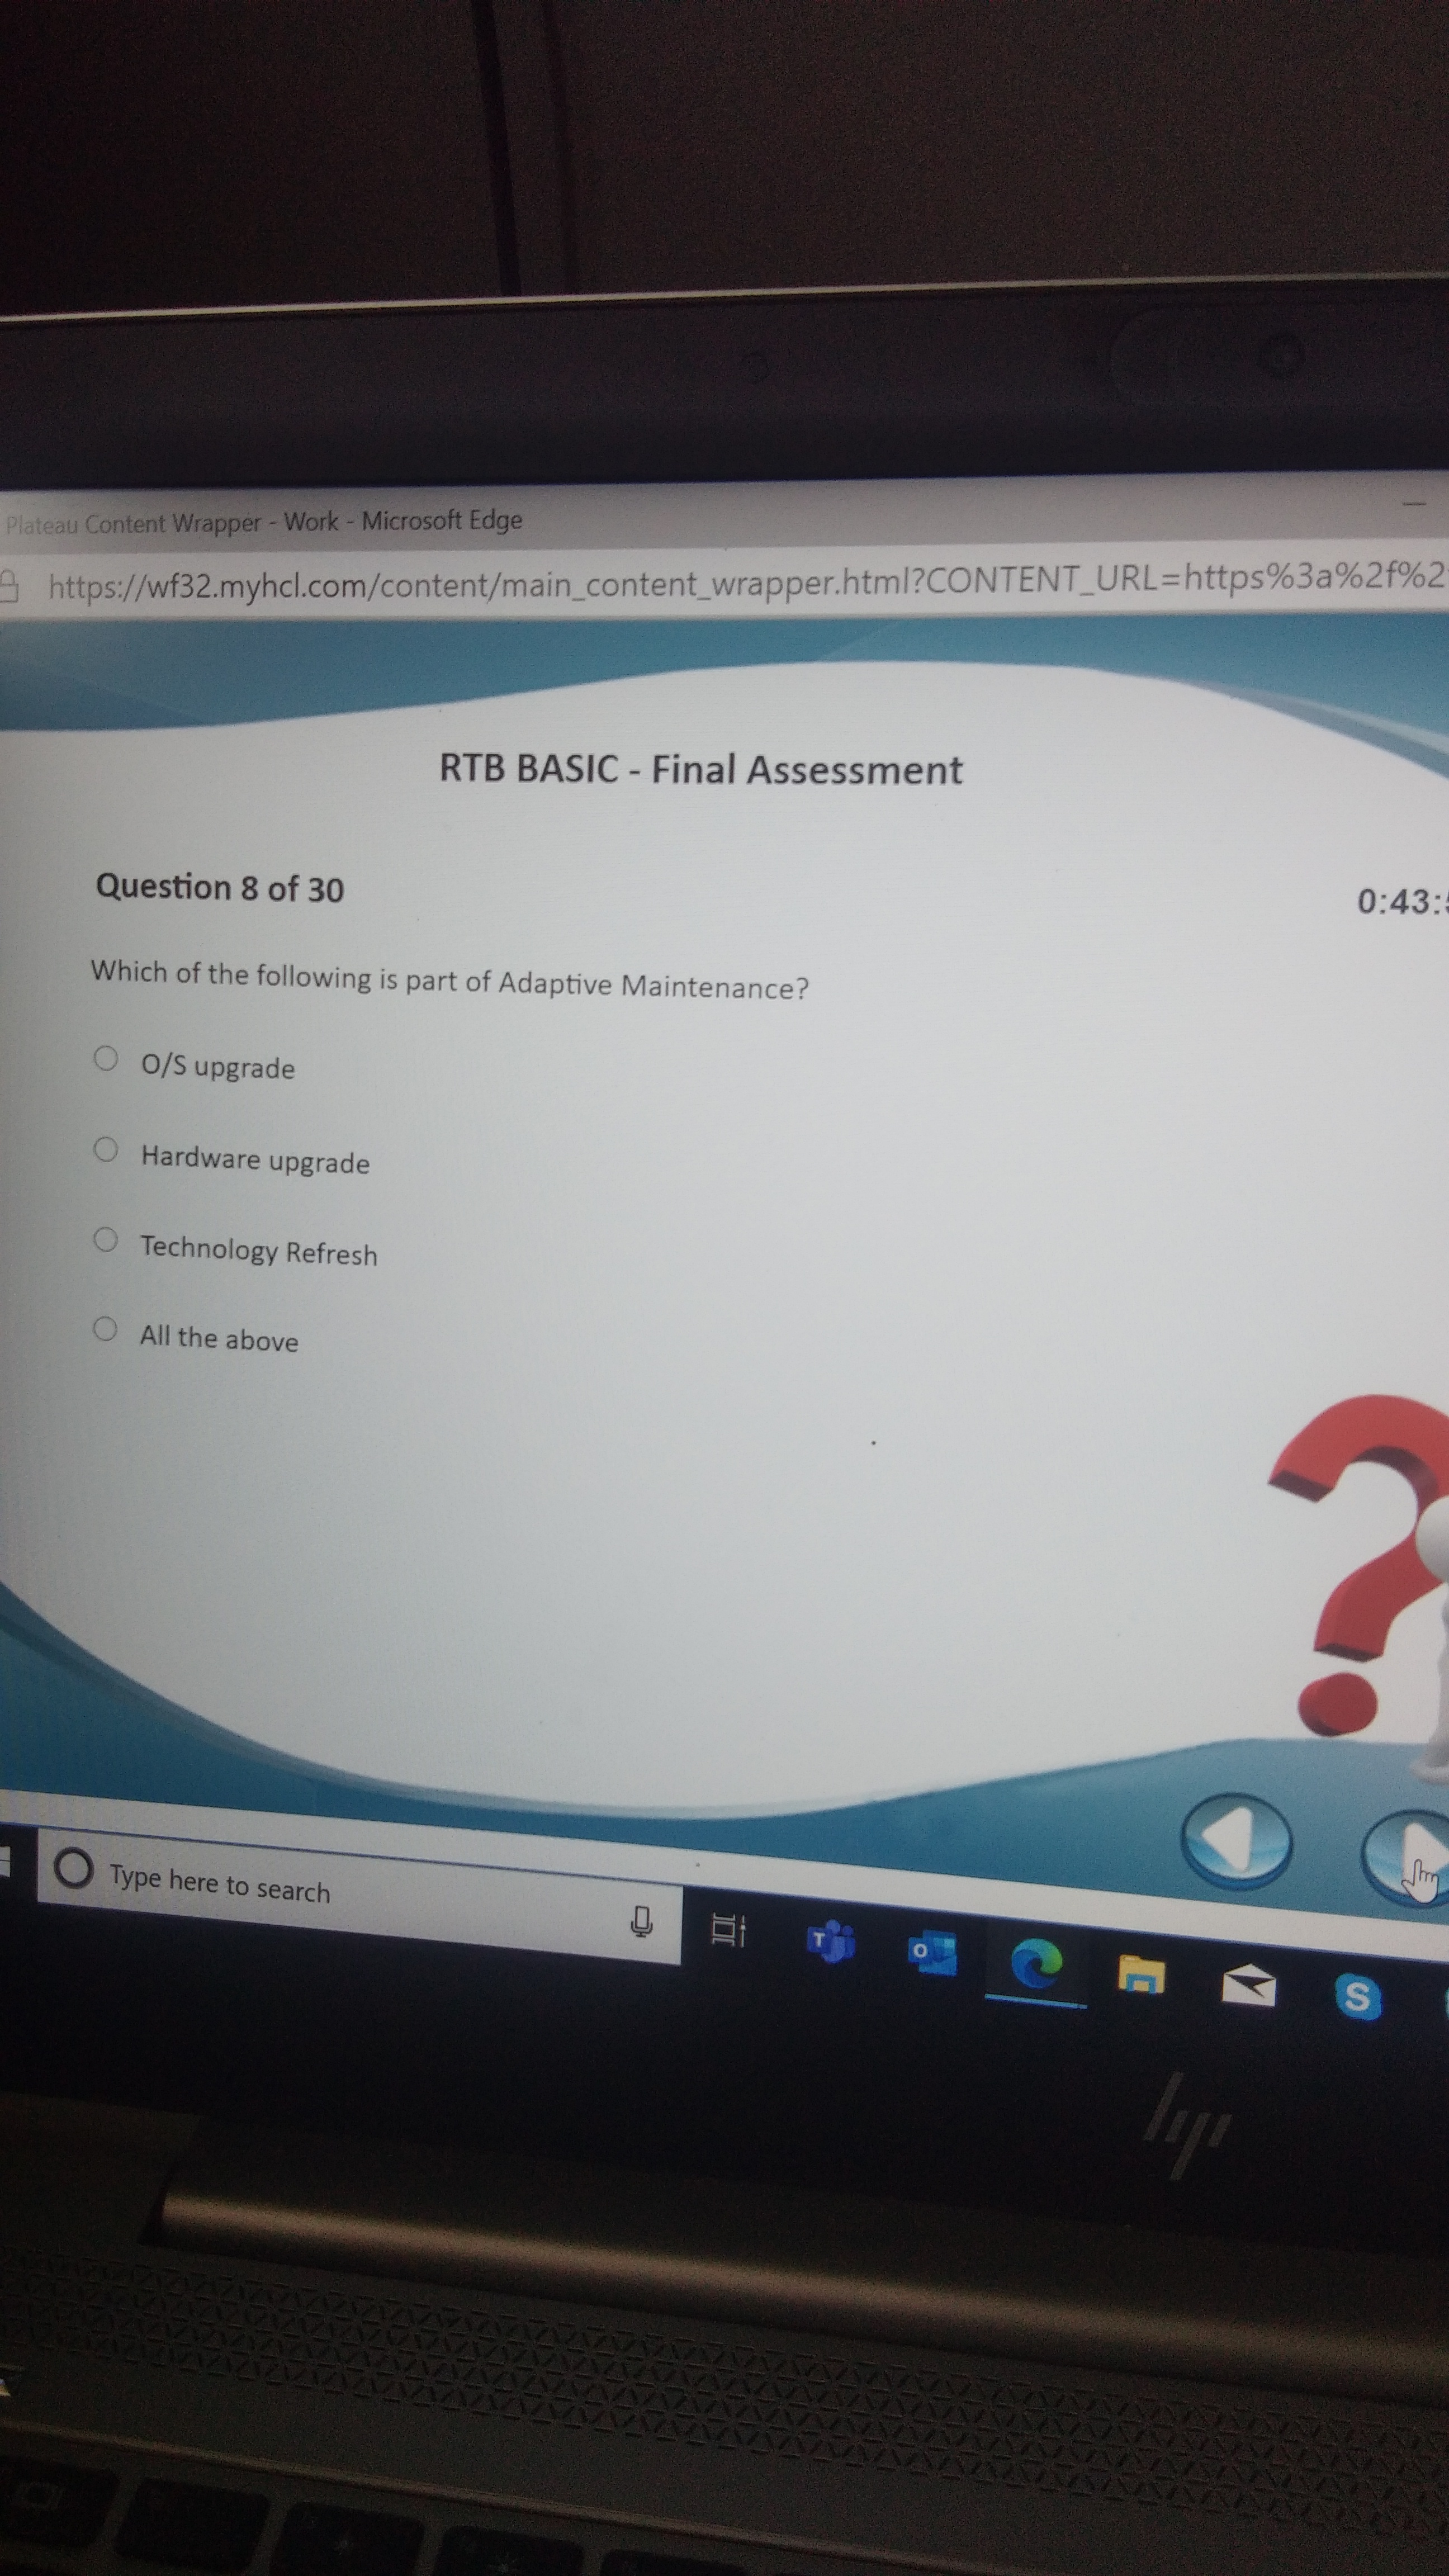 Plateau Content Wrapper - Work - Microsoft Edge
https://wf32.myhcl.com/content/main_content_wrapper.html?CONTENT_URL=https%3a%2f%2
RTB BASIC - Final Assessment
Question 8 of 30
0:43:
Which of the following is part of Adaptive Maintenance?
O/S upgrade
Hardware upgrade
Technology Refresh
All the above
Type here to search
hp